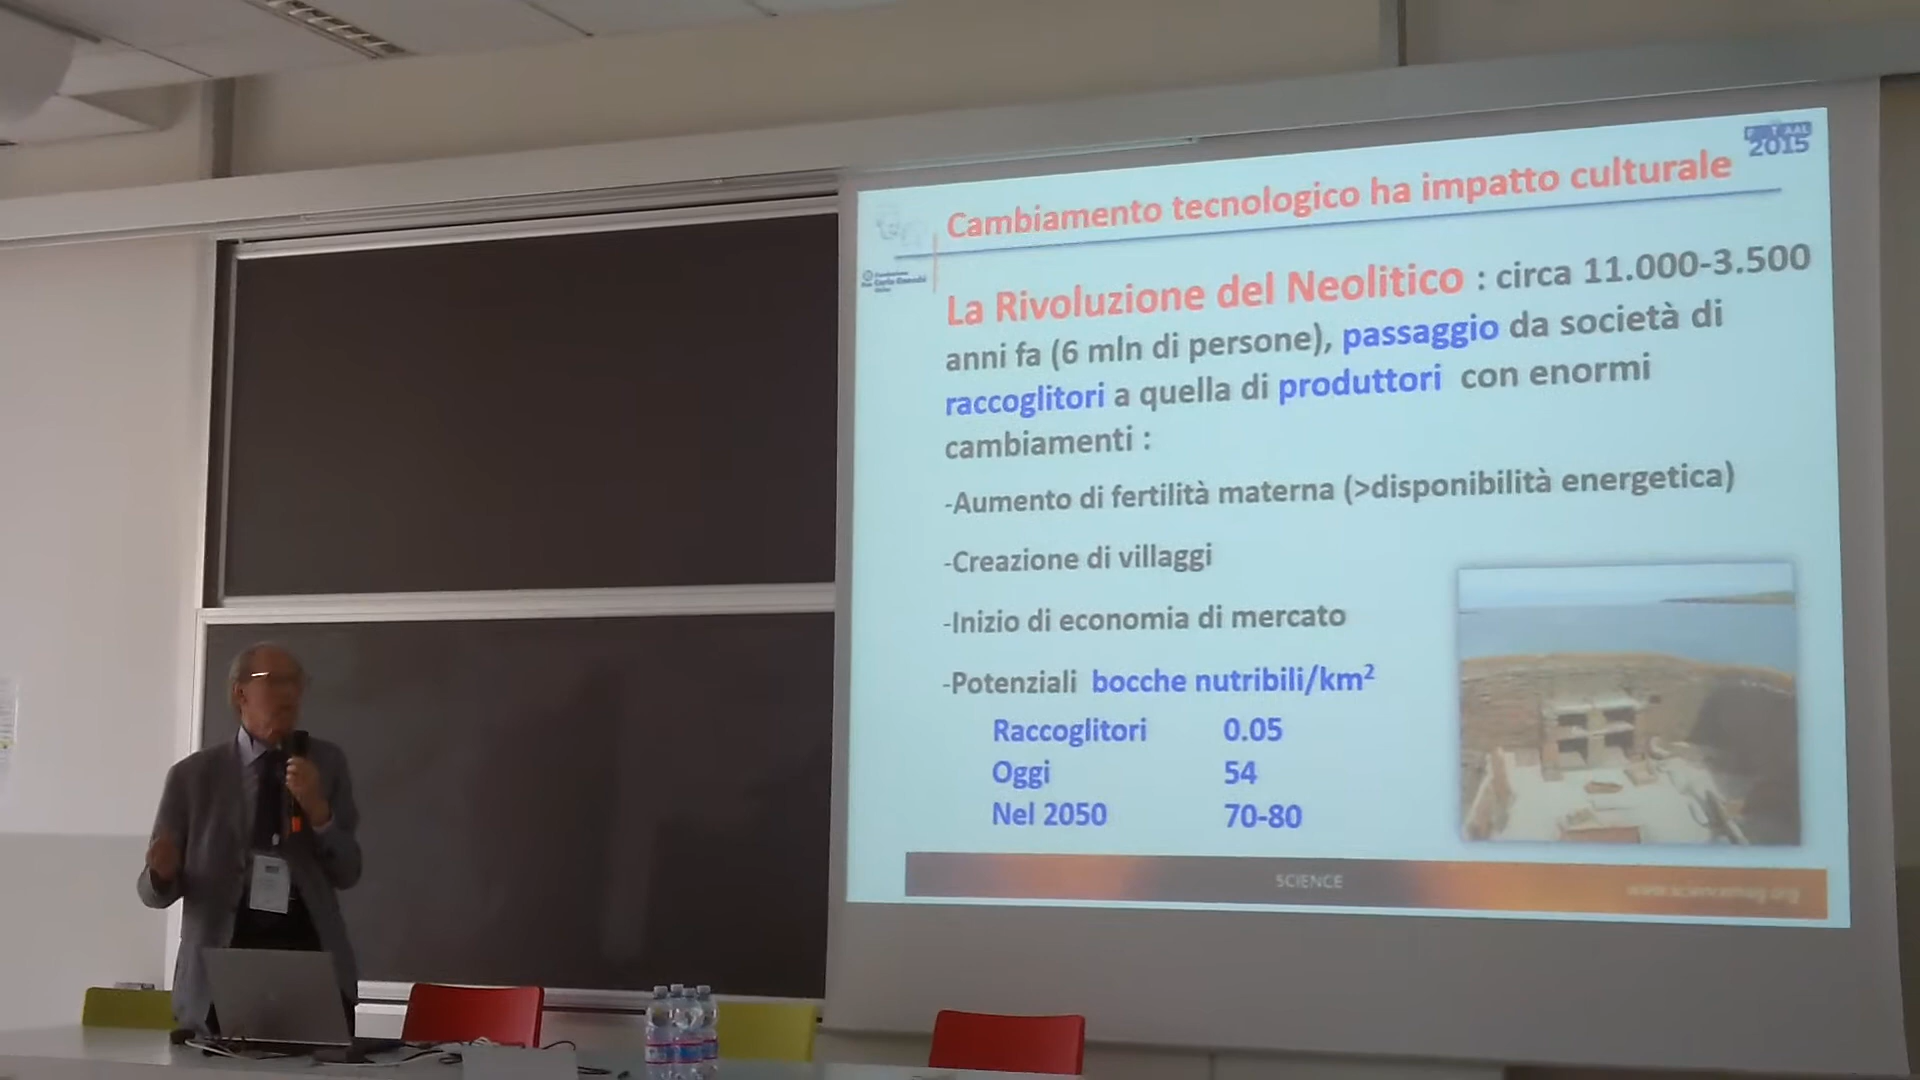 Cambiamento tecnologico ha impatto culturale
2015
La Rivoluzione del Neolitico : circa 11.000-3.500
anni fa (6 mln di persone), passaggio da società di
raccoglitori a quella di produttori con enormi
cambiamenti :
-Aumento di fertilità materna (>disponibilità energetica)
-Creazione di villaggi
-Inizio di economia di mercato
-Potenziali bocche nutribili/km²
Raccoglitori 0.05
Oggi 54
Nel 2050 70-80
SCIENCE
www.sciencemag.org